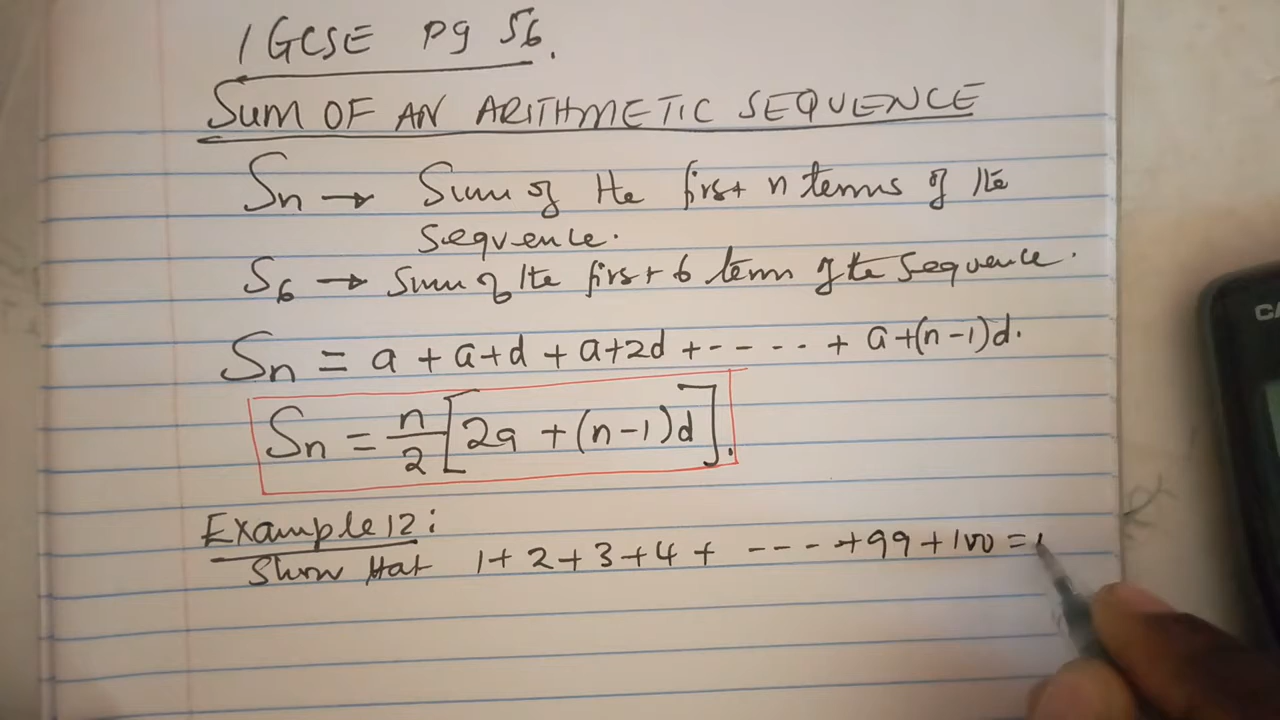 IGCSE pg 56.
SUM OF AN ARITHMETIC SEQUENCE
Sn → Sum of the first n terms of the
sequence.
S6 → Sum of the first 6 term of the sequence.
Sn = a + a+d + a+2d +---·· + a+(n-1)d.
Sn = n/2 [2a + (n-1)d].
Example 12:
Show that 1+2+3+4+ ----+99+100 =
CA